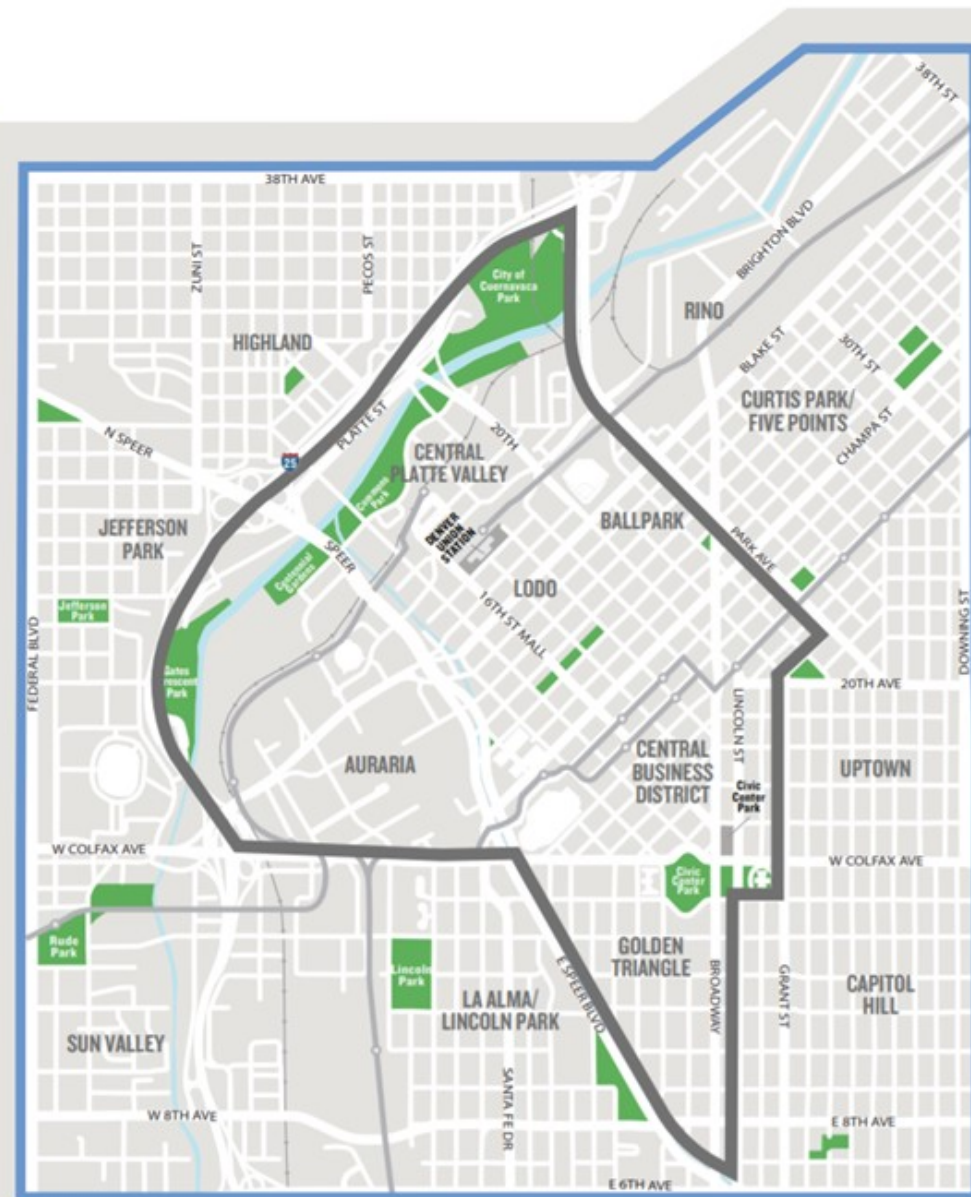 38TH ST
38TH AVE
ZUNI ST
PECOS ST
BRIGHTON BLVD
City of
Cuernavaca
Park
RINO
HIGHLAND
BLAKE ST
30TH ST
CURTIS PARK/
FIVE POINTS
CHAMPA ST
N SPEER
PLATTE ST
20TH
25
CENTRAL
PLATTE VALLEY
Commons
Park
JEFFERSON
PARK
SPEER
DENVER
UNION
STATION
BALLPARK
PARK AVE
Centennial
Gardens
LODO
16TH ST MALL
Jefferson
Park
FEDERAL BLVD
DOWNNG ST
Gates
rescent
Park
20TH AVE
LINCOLN ST
AURARIA
CENTRAL
BUSINESS
DISTRICT
UPTOWN
Civic
Center
Park
W COLFAX AVE
W COLFAX AVE
Civic
Center
Park
Rude
Park
Lincoln
Park
GOLDEN
TRIANGLE
E SPEER BLVD
BROADWAY
GRANT ST
CAPITOL
HILL
LA ALMA/
LINCOLN PARK
SUN VALLEY
SANTA FE DR
W 8TH AVE
E 8TH AVE
E 6TH AVE